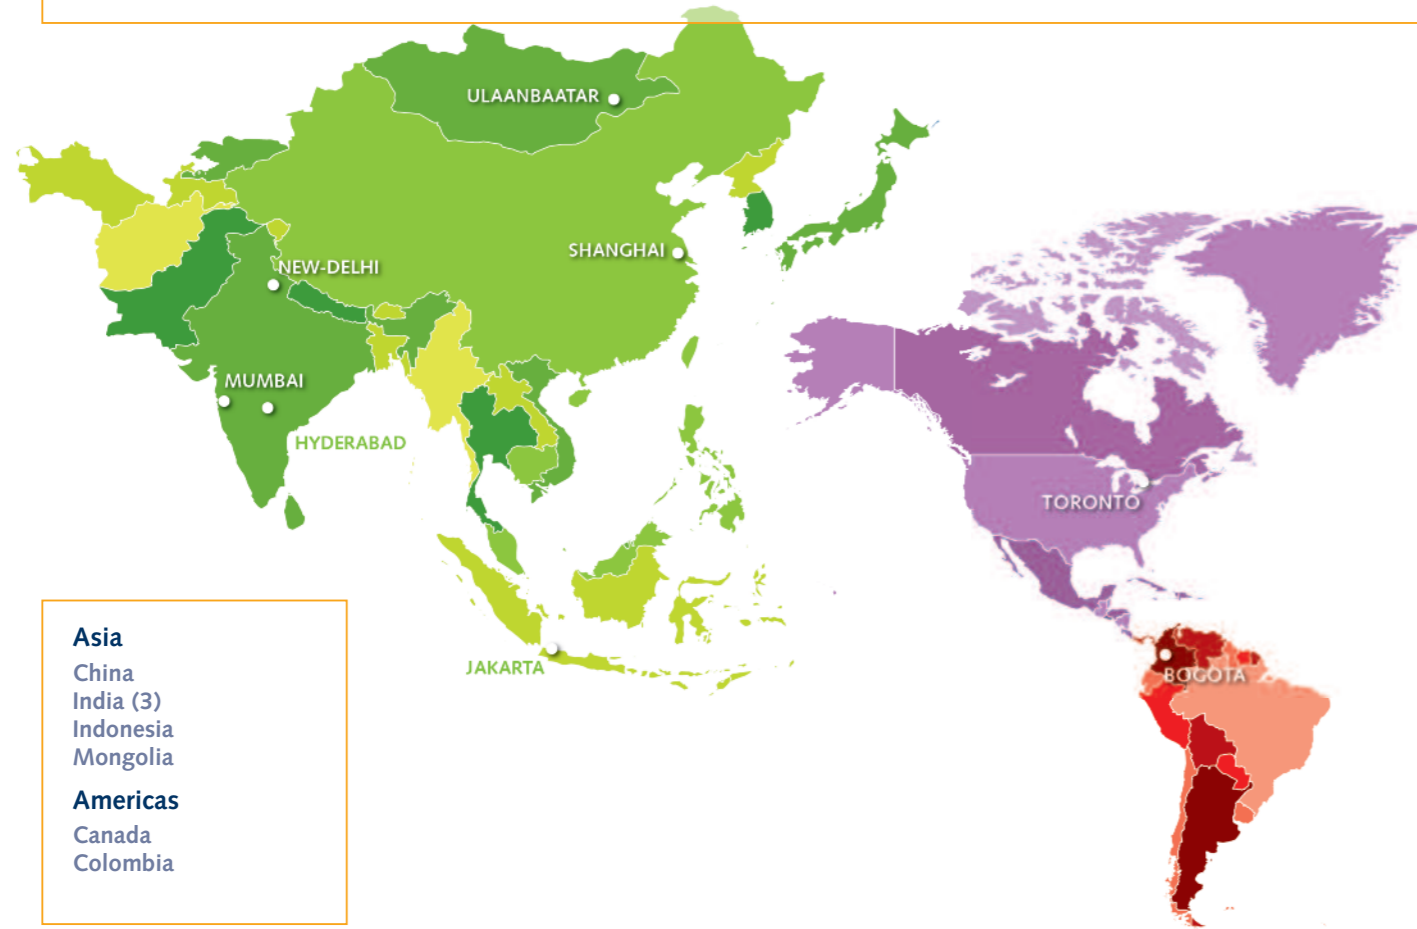 ULAANBAATAR
SHANGHAI
NEW-DELHI
MUMBAI
HYDERABAD
TORONTO
JAKARTA
BOGOTA
Asia
China
India (3)
Indonesia
Mongolia
Americas
Canada
Colombia